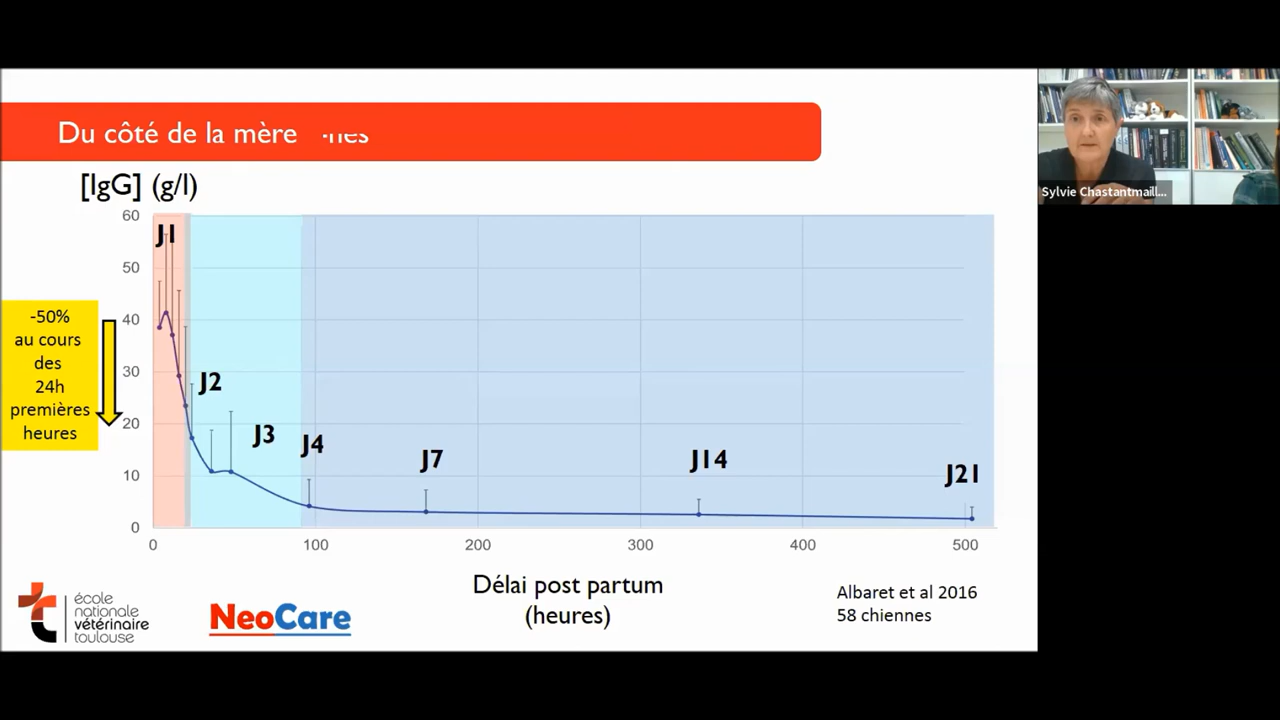 Du côté de la mère
[IgG] (g/l)
60
50
40
30
20
10
0
J1
J2
J3
J4
J7
J14
J21
-50%
au cours
des
24h
premières
heures
0
100
200
300
400
500
Délai post partum
(heures)
Albaret et al 2016
58 chiennes
école
nationale
vétérinaire
toulouse
NeoCare
Sylvie Chastantmaill...